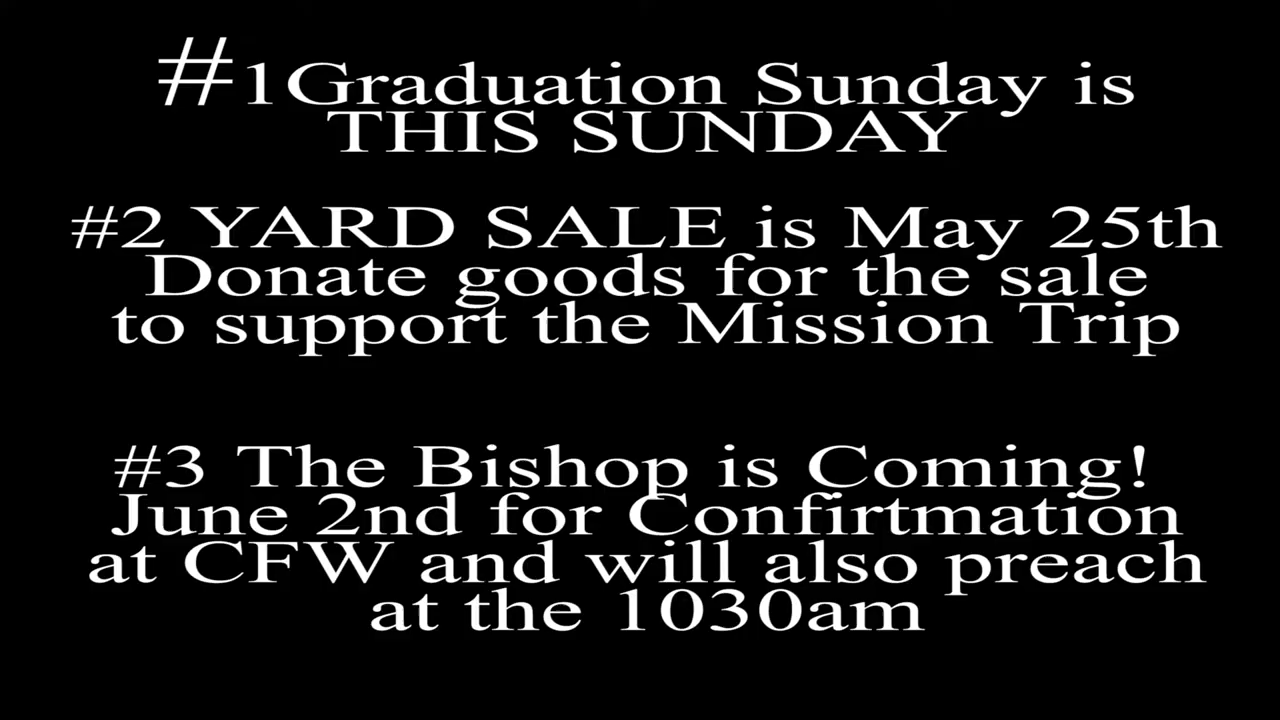 #1Graduation Sunday is
THIS SUNDAY
#2 YARD SALE is May 25th
Donate goods for the sale
to support the Mission Trip
#3 The Bishop is Coming!
June 2nd for Confirtmation
at CFW and will also preach
at the 1030am